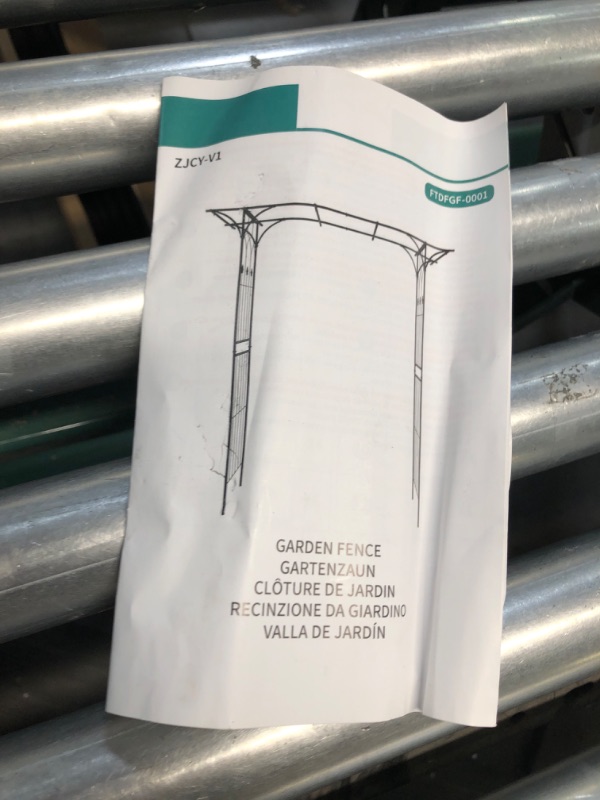 ZJCY-V1
FTDFGF-0001
GARDEN FENCE
GARTENZAUN
CLÔTURE DE JARDIN
RECINZIONE DA GIARDINO
VALLA DE JARDÍN